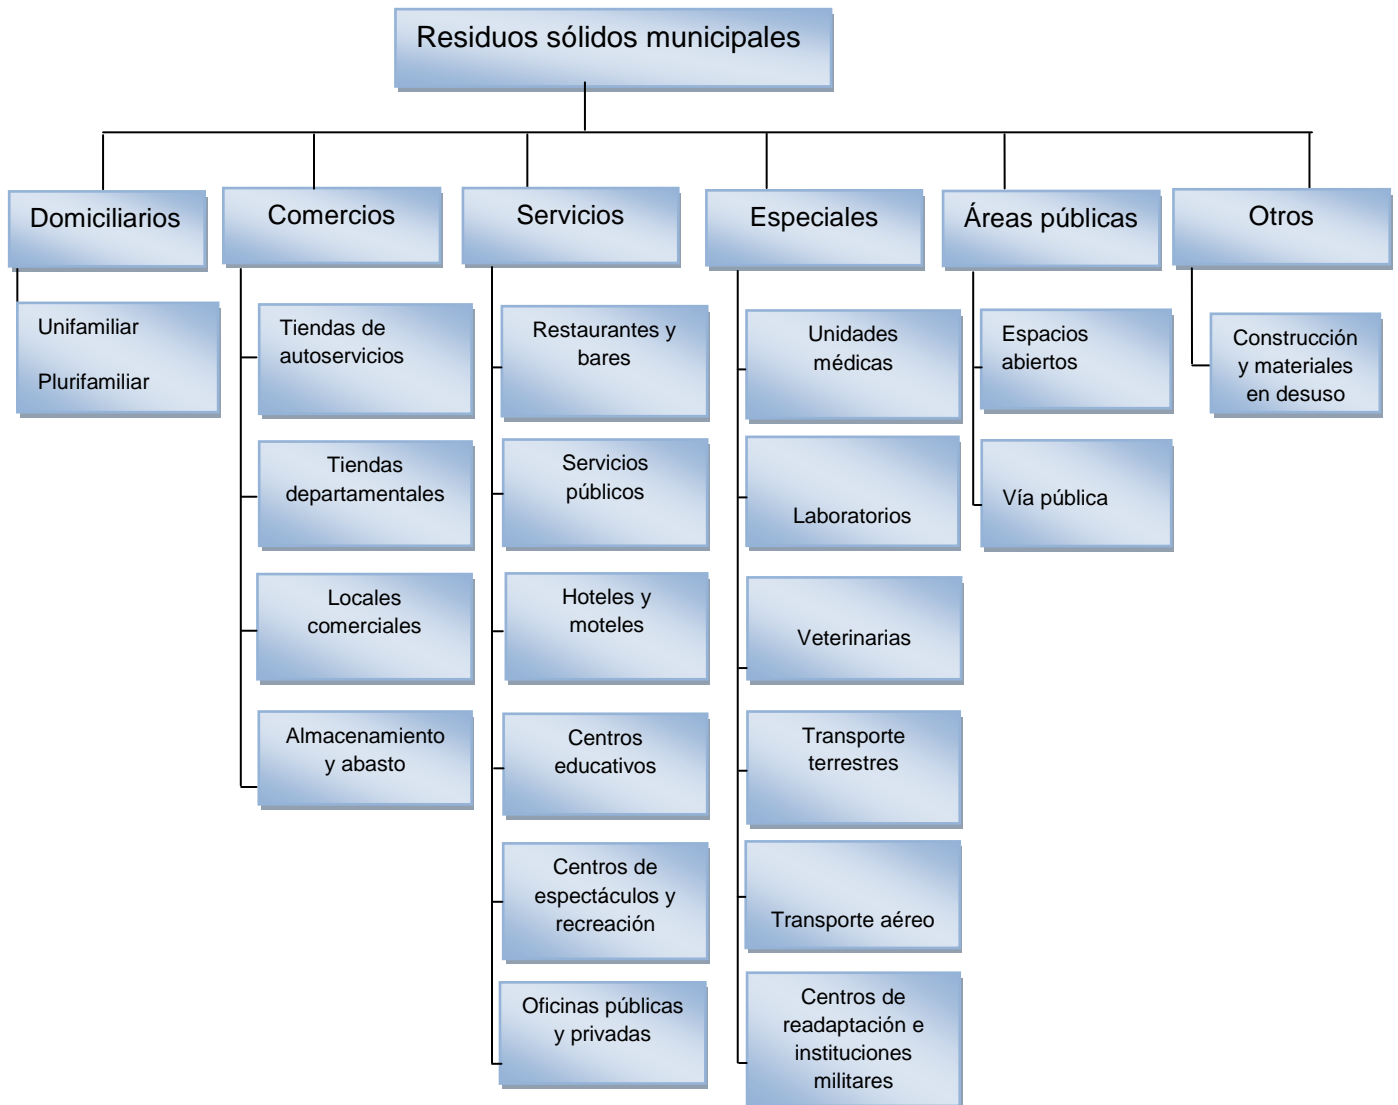 Residuos sólidos municipales
Domiciliarios
Comercios
Servicios
Especiales
Áreas públicas
Otros
Unifamiliar
Plurifamiliar
Tiendas de
autoservicios
Tiendas
departamentales
Locales
comerciales
Almacenamiento
y abasto
Restaurantes y
bares
Servicios
públicos
Hoteles y
moteles
Centros
educativos
Centros de
espectáculos y
recreación
Oficinas públicas
y privadas
Unidades
médicas
Laboratorios
Veterinarias
Transporte
terrestres
Transporte aéreo
Centros de
readaptación e
instituciones
militares
Espacios
abiertos
Vía pública
Construcción
y materiales
en desuso